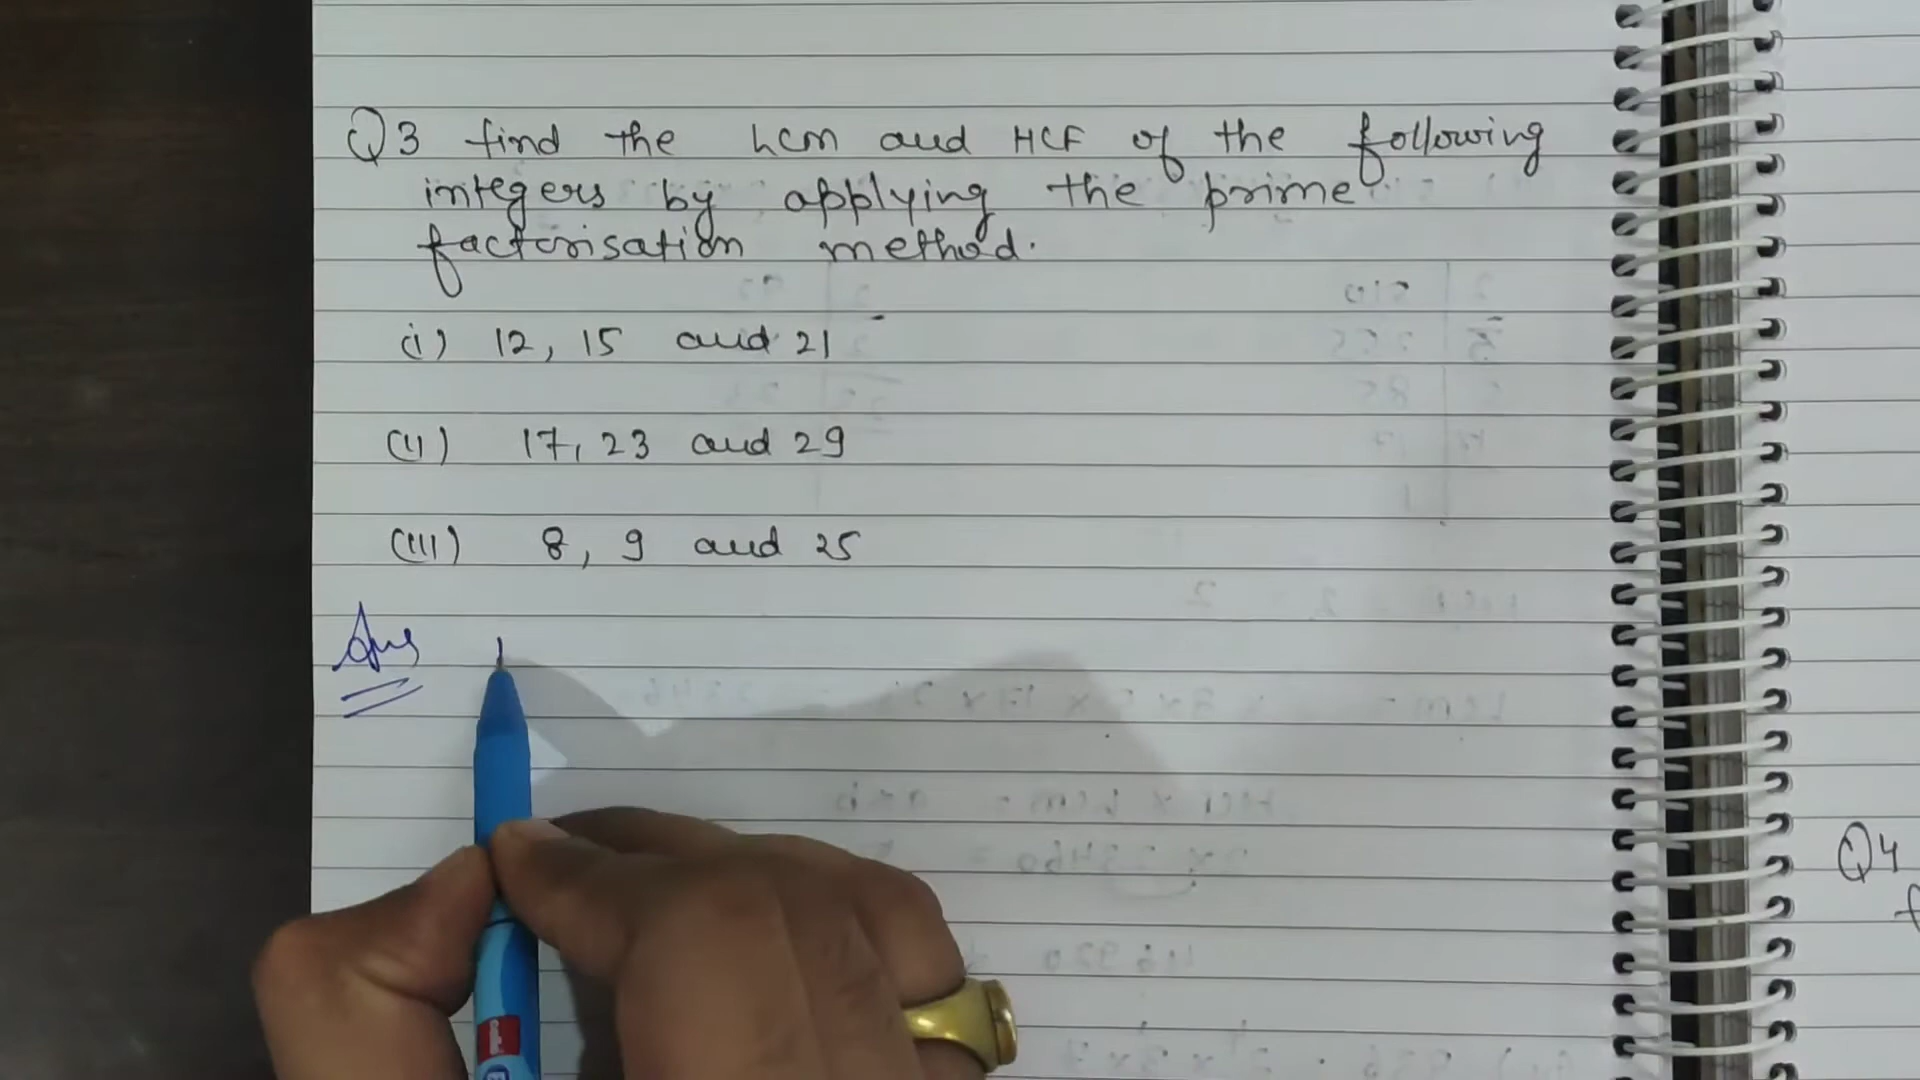 Q3 find the LCM and HCF of the following
integers by applying the prime
factorisation method.
(i) 12, 15 and 21
(II) 17, 23 and 29
(III) 8, 9 and 25
Ans
Q4